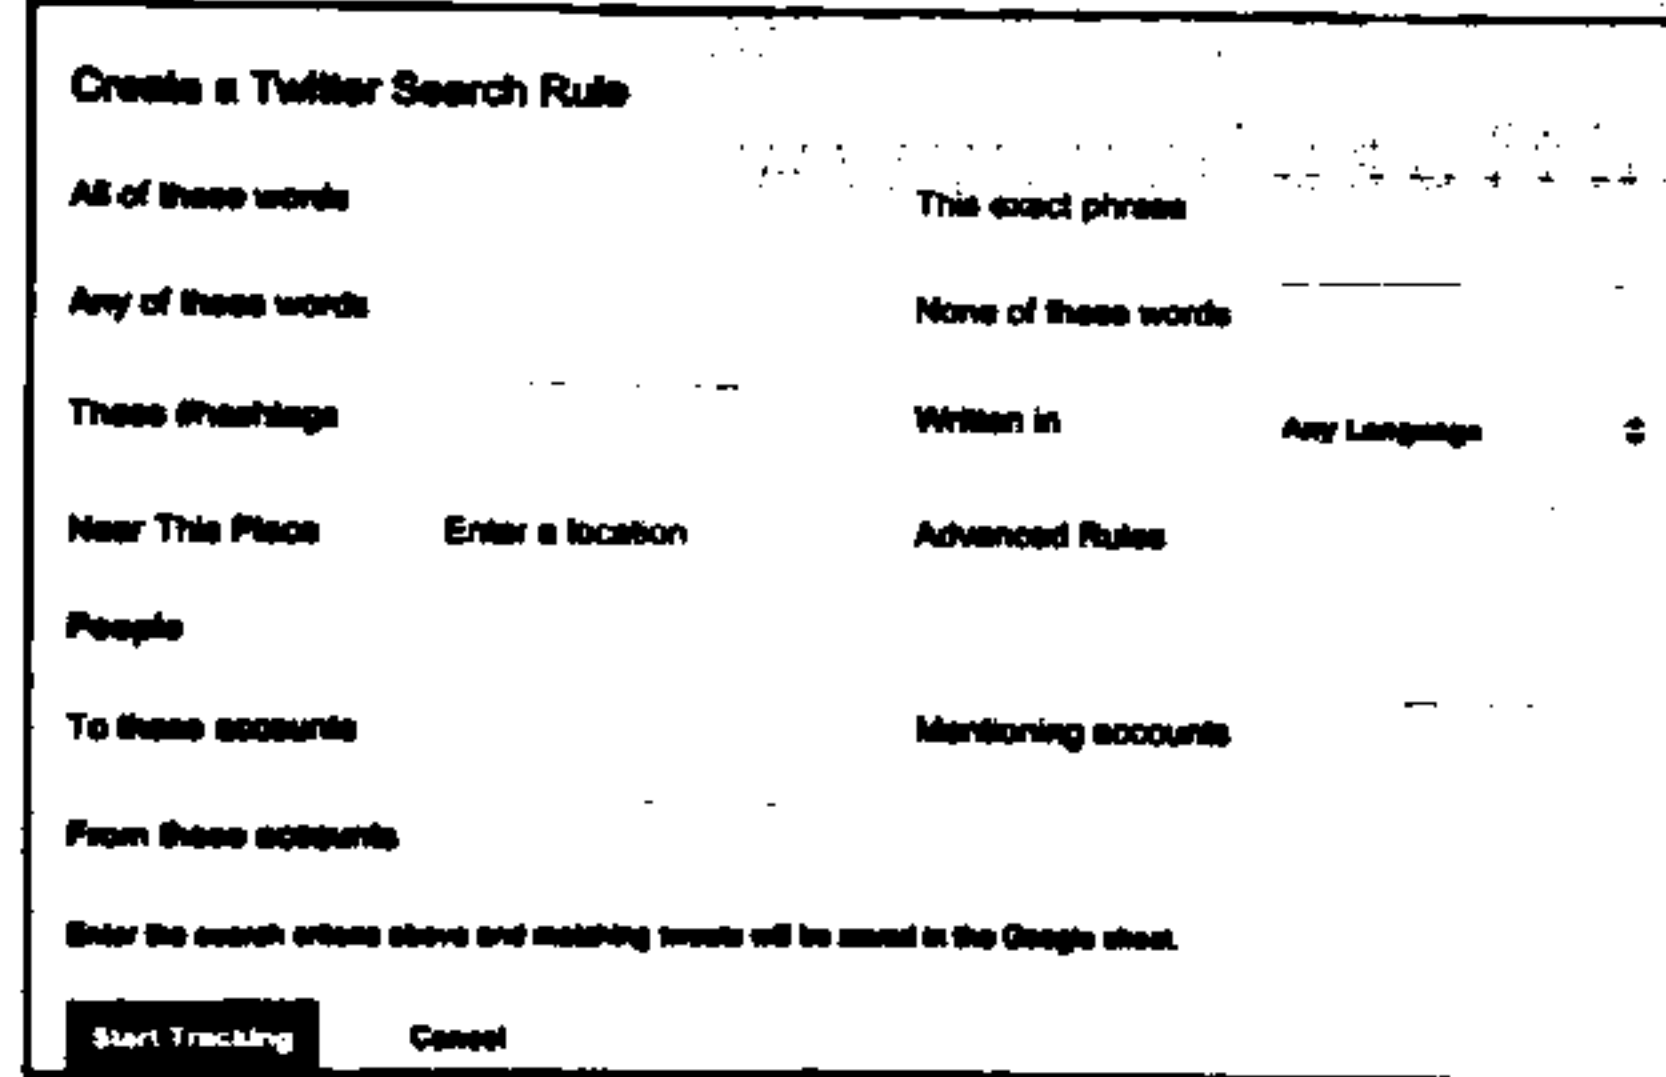 Create a Twitter Search Rule
All of these words
This exact phrase
Any of these words
None of these words
These #hashtags
Written in
Any Language
Near This Place
Enter a location
Advanced Rules
People
To these accounts
Mentioning accounts
From these accounts
Enter the search criteria above and matching tweets will be saved in the Google sheet.
Start Tracking
Cancel